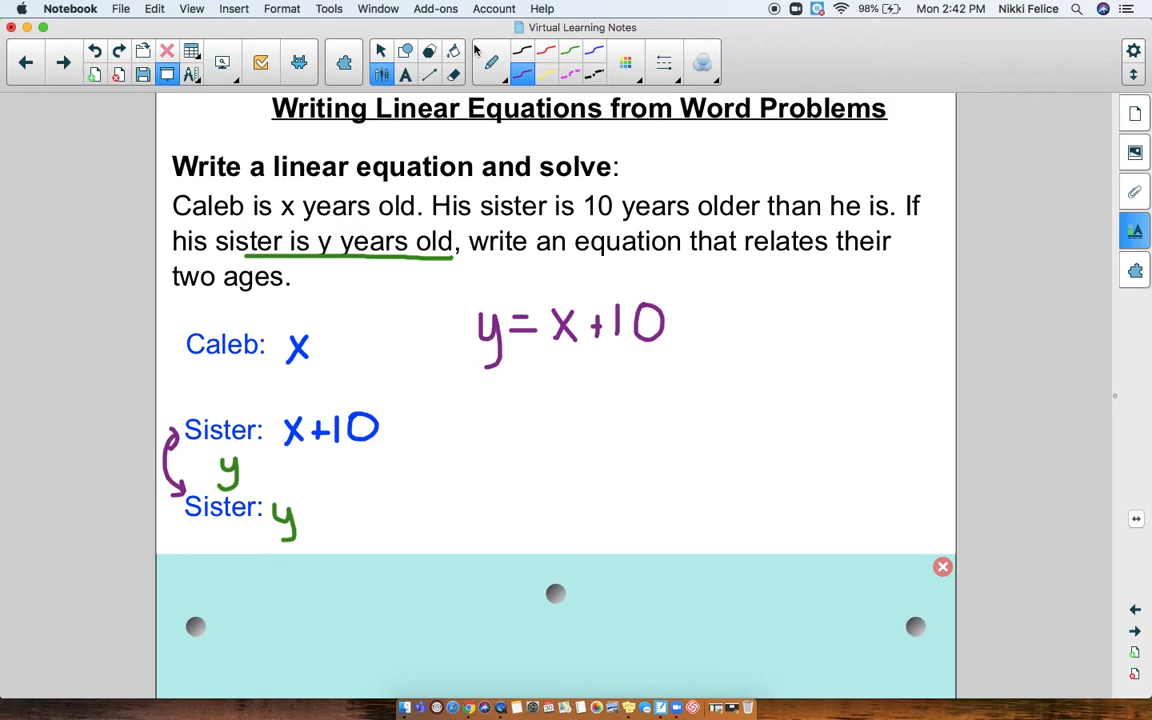 Notebook File Edit View Insert Format Tools Window Add-ons Account Help 98% Mon 2:42 PM Nikki Felice
Virtual Learning Notes
Writing Linear Equations from Word Problems
Write a linear equation and solve:
Caleb is x years old. His sister is 10 years older than he is. If
his sister is y years old, write an equation that relates their
two ages.
y = x+10
Caleb: x
Sister: x+10
y
Sister: y